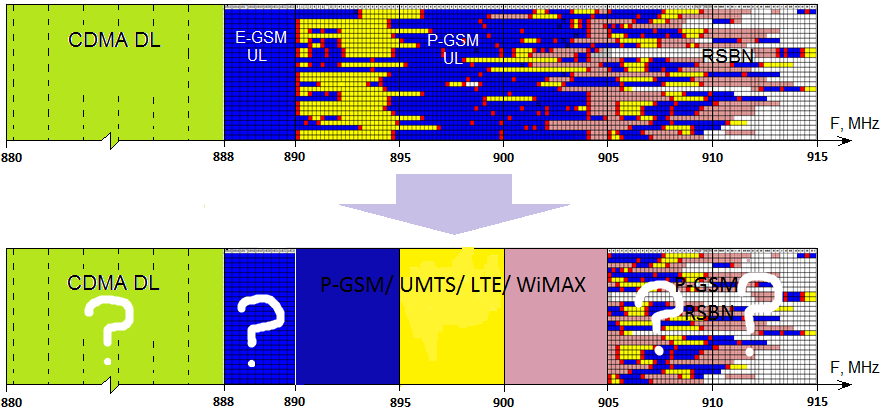 CDMA DL
E-GSM
UL
P-GSM
UL
RSBN
F, MHz
880
888
890
895
900
905
910
915
CDMA DL
P-GSM/ UMTS/ LTE/ WiMAX
P-GSM
RSBN
?
?
?
?
F, MHz
880
888
890
895
900
905
910
915